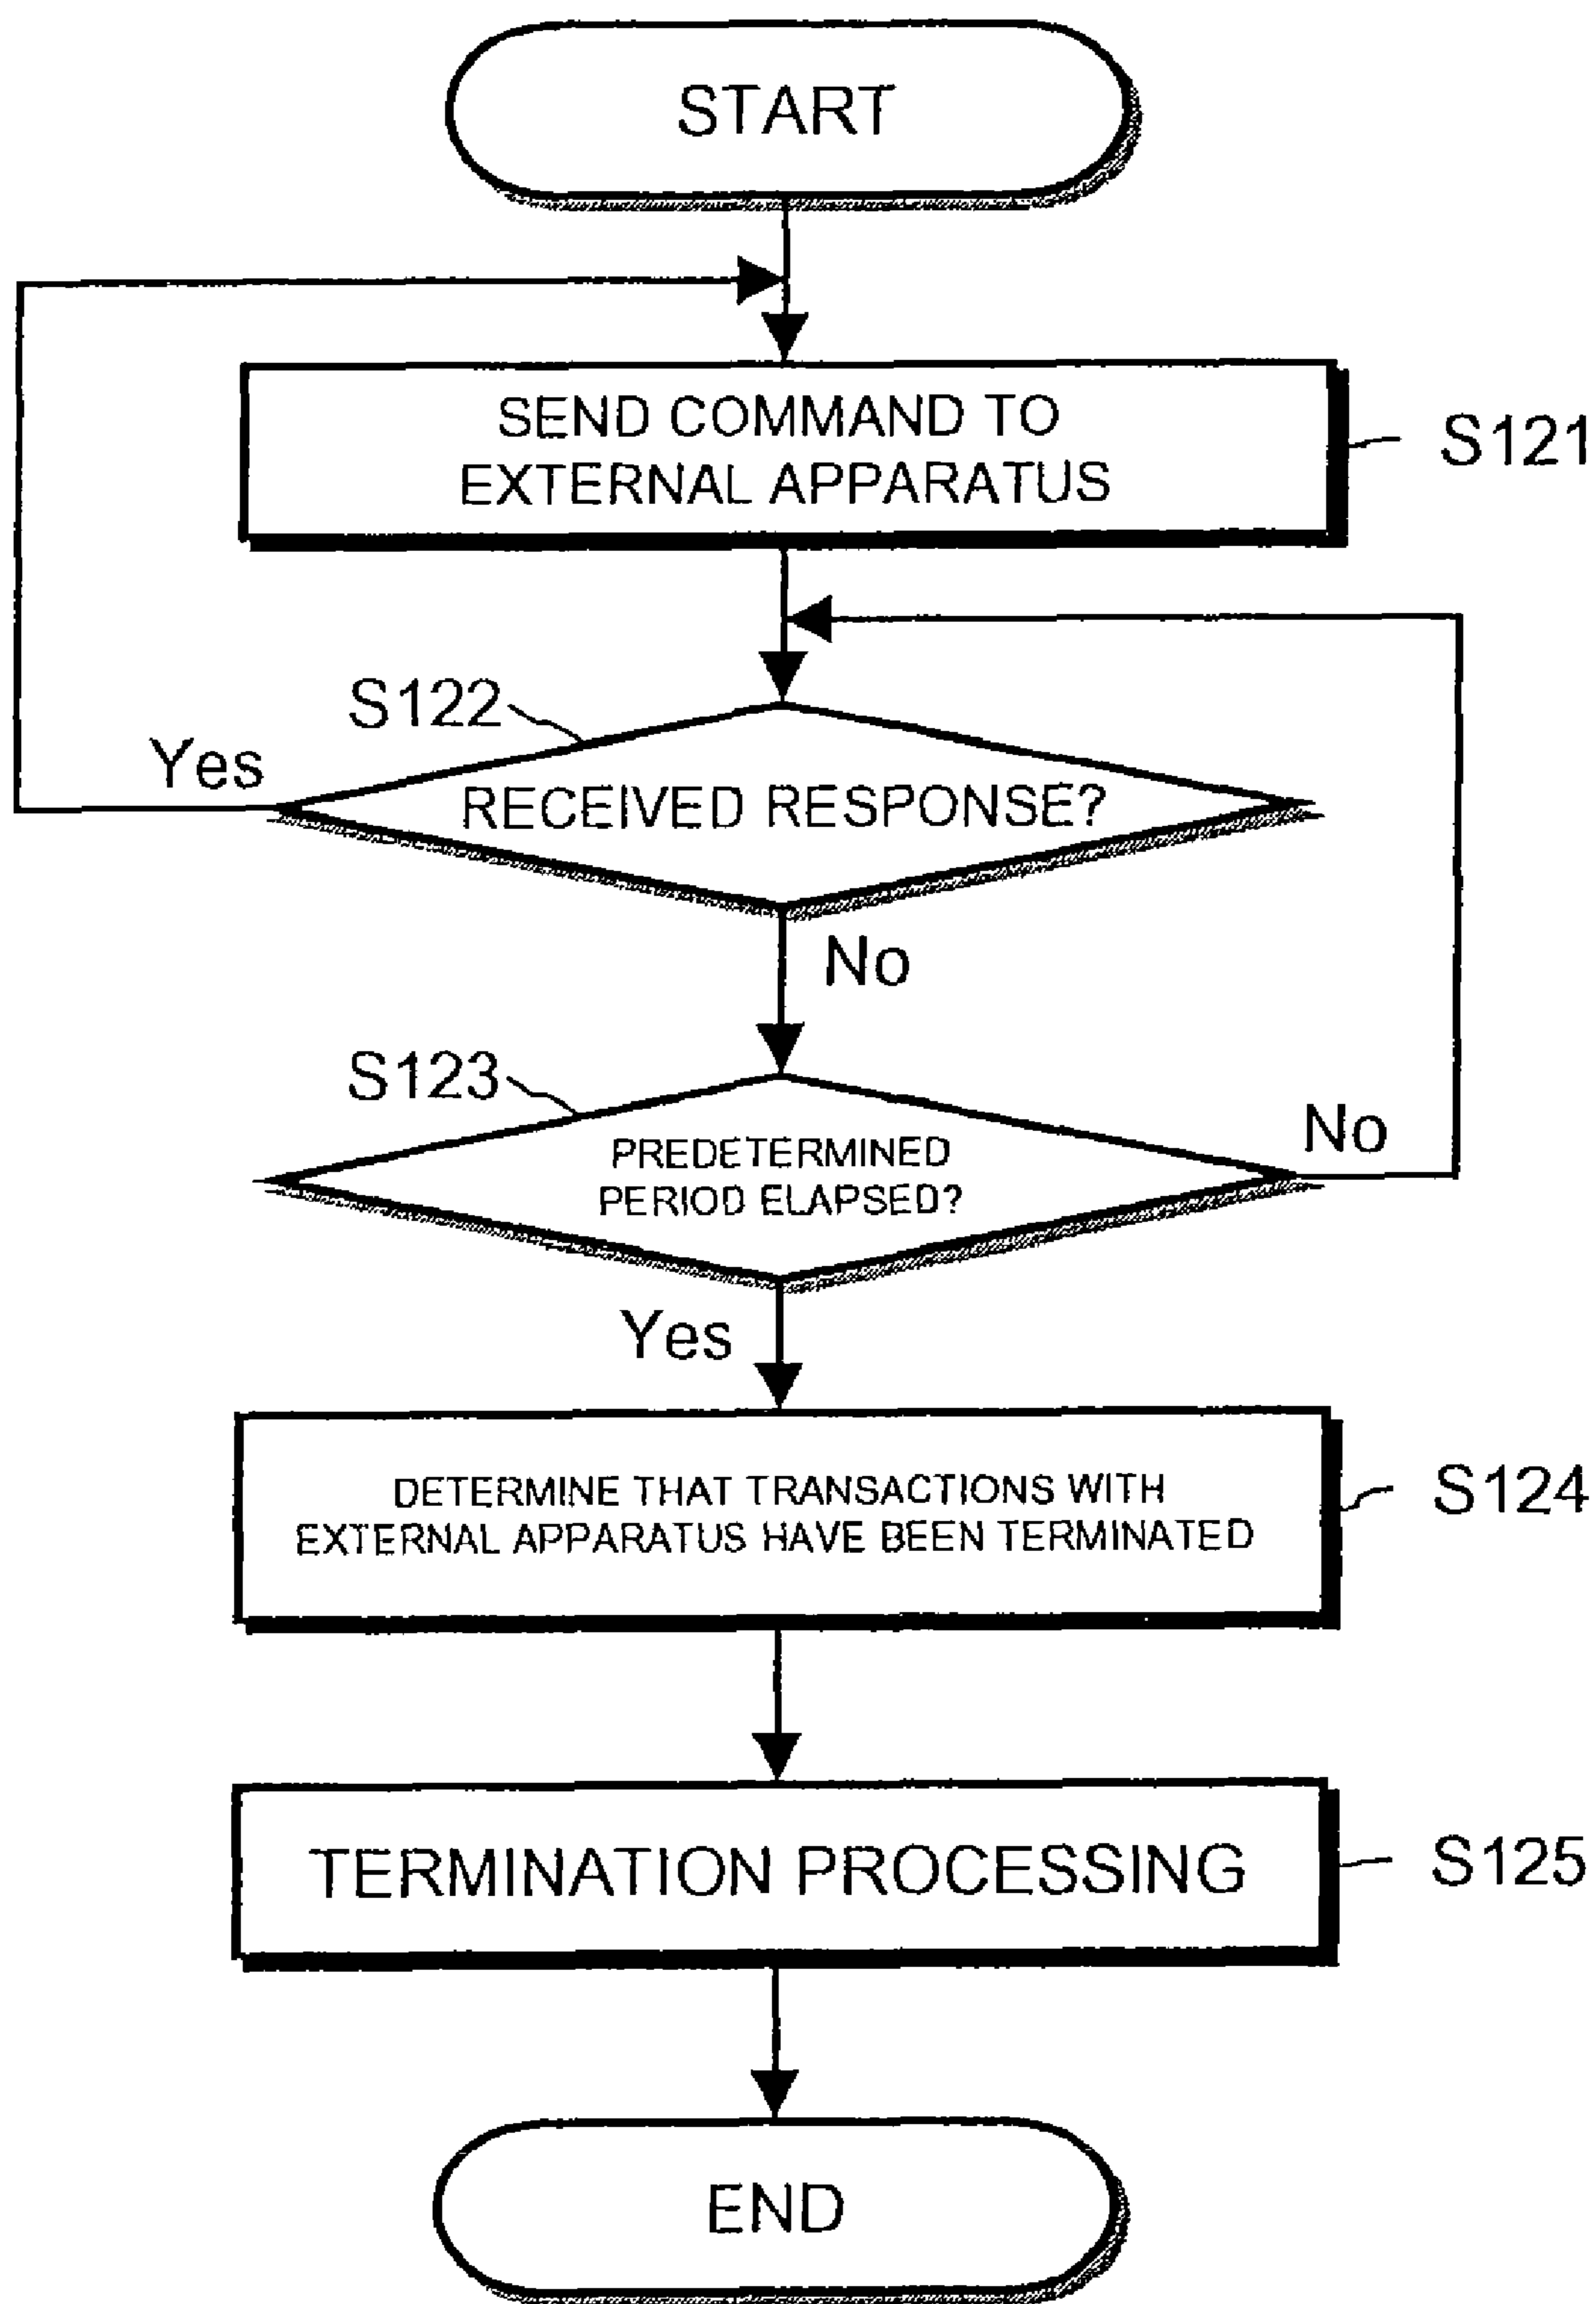 START
SEND COMMAND TO
EXTERNAL APPARATUS
S121
S122
Yes
RECEIVED RESPONSE?
No
S123
PREDETERMINED
PERIOD ELAPSED?
No
Yes
DETERMINE THAT TRANSACTIONS WITH
EXTERNAL APPARATUS HAVE BEEN TERMINATED
S124
TERMINATION PROCESSING
S125
END